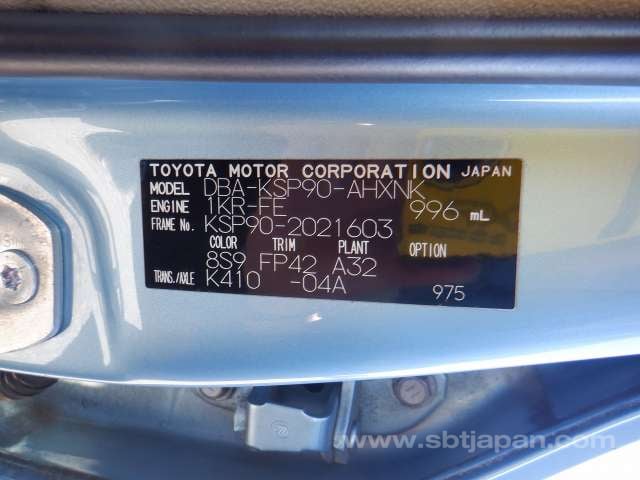 TOYOTA MOTOR CORPORATION JAPAN
MODEL DBA-KSP90-AHXNK
ENGINE 1KR-FE 996 mL
FRAME No. KSP90-2021603
COLOR TRIM PLANT OPTION
8S9 FP42 A32
TRANS./AXLE K410 -04A 975
www.sbtjapan.com